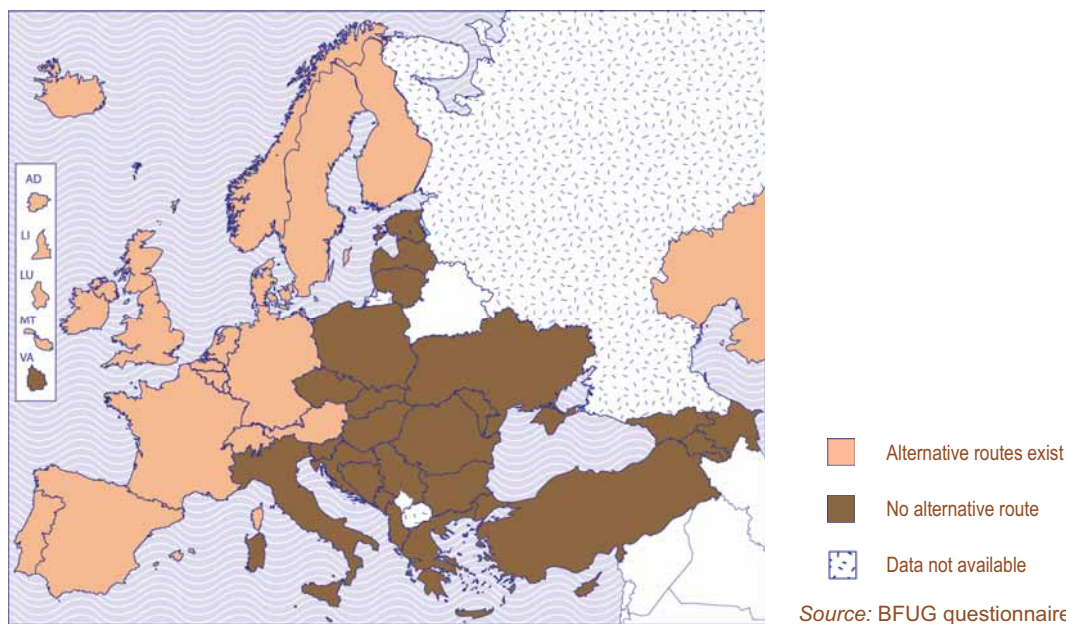 AD
LI
LU
MT
VA
Alternative routes exist
No alternative route
Data not available
Source: BFUG questionnaire